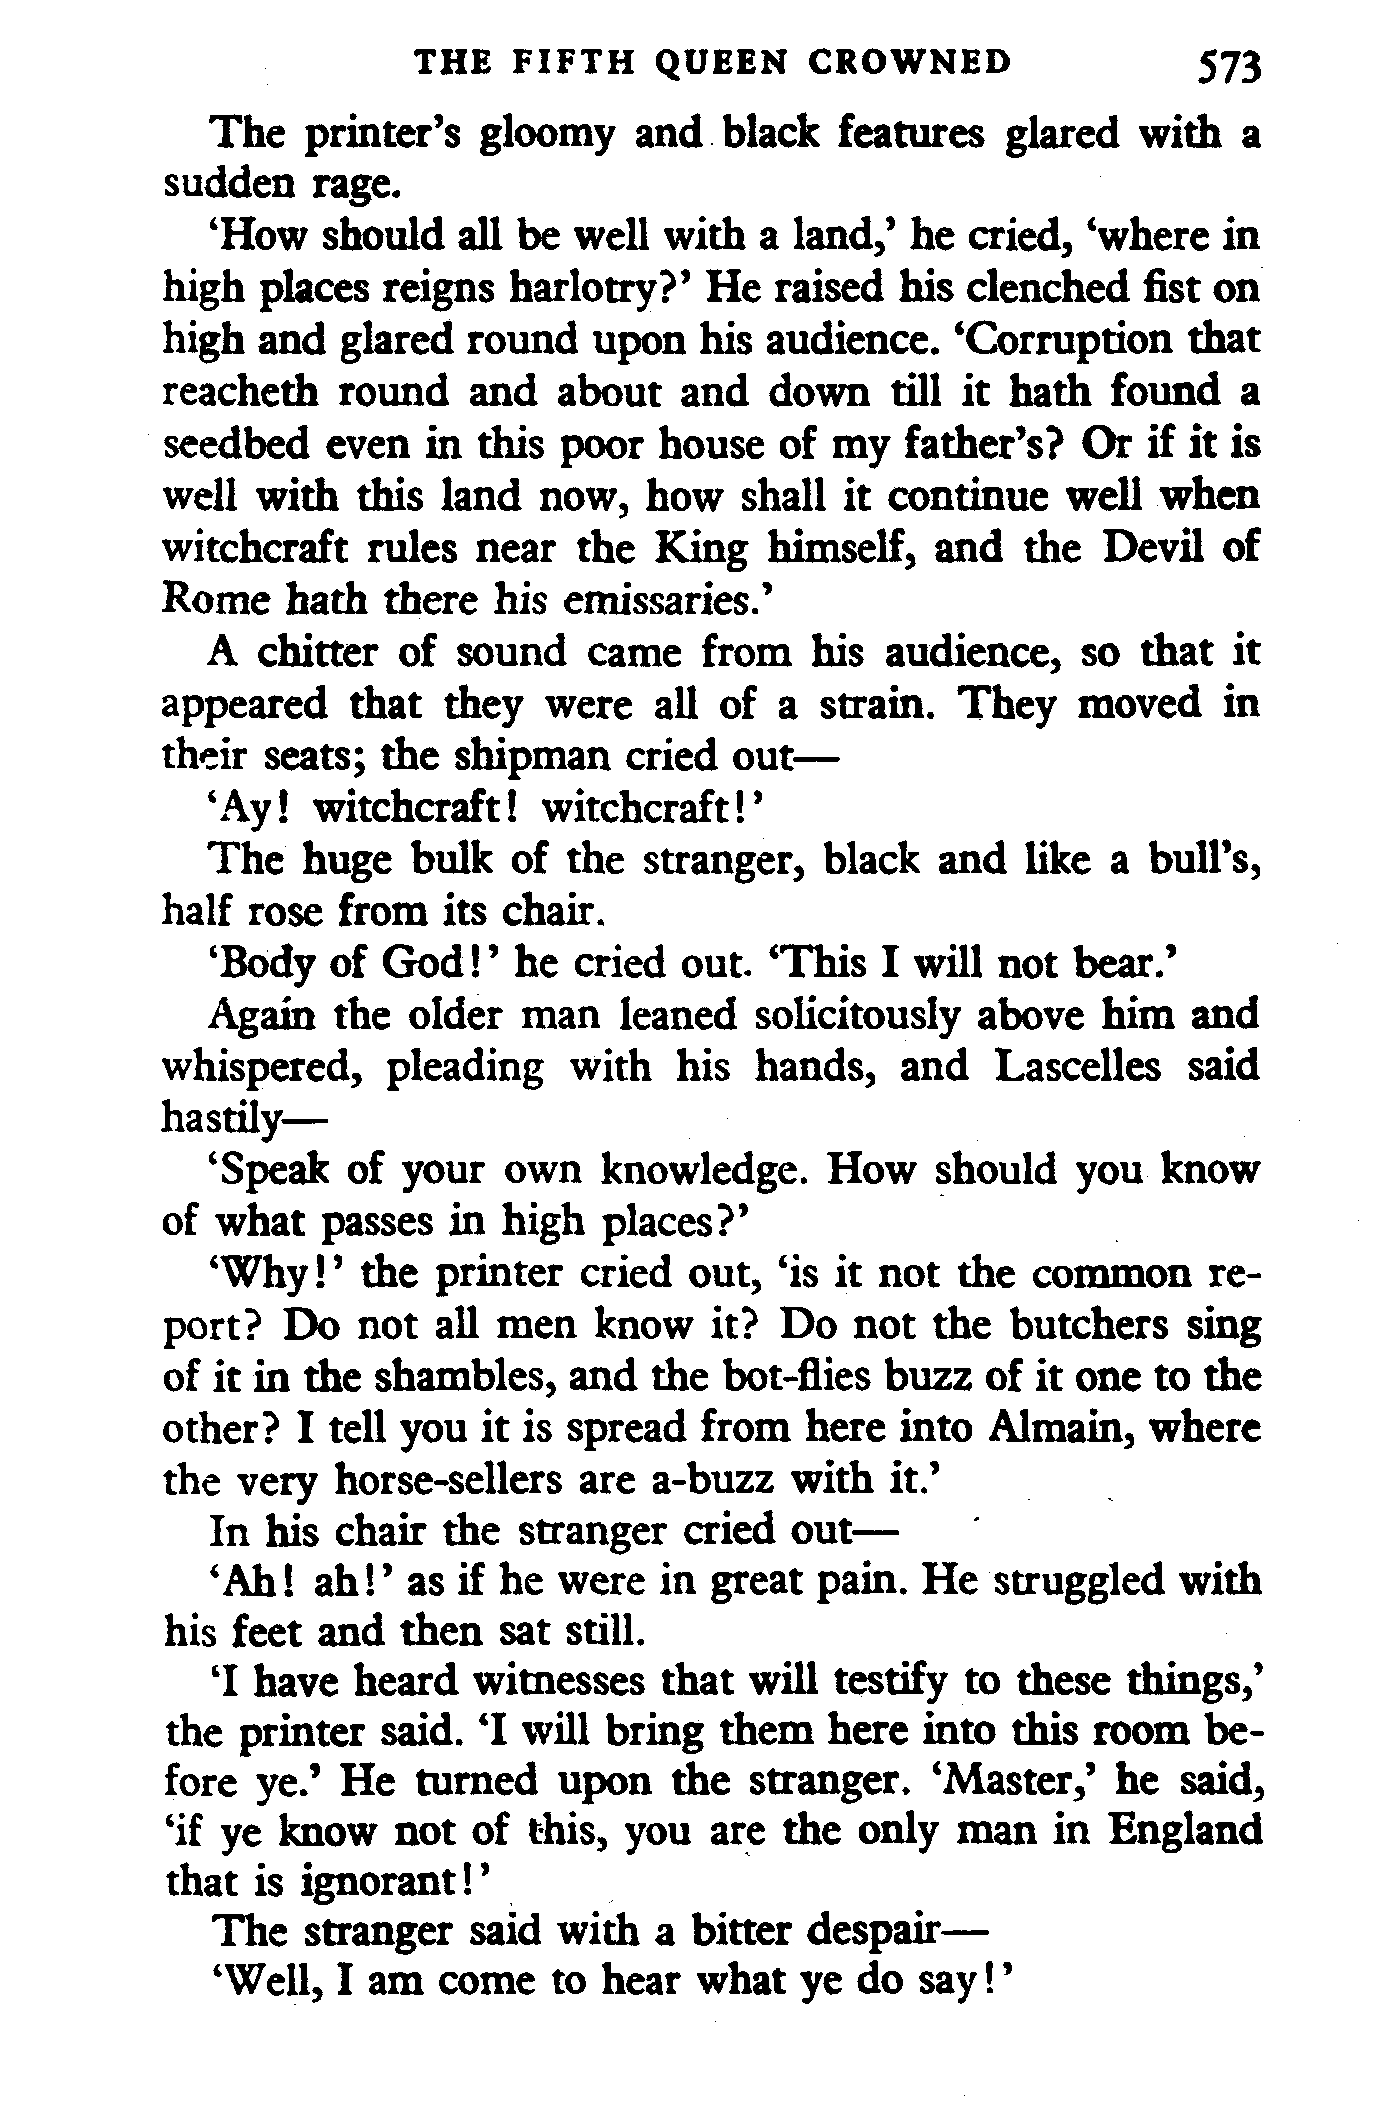 THE FIFTH QUEEN CROWNED 573
The printer's gloomy and black features glared with a
sudden rage.
‘How should all be well with a land,’ he cried, ‘where in
high places reigns harlotry?’ He raised his clenched fist on
high and glared round upon his audience. ‘Corruption that
reacheth round and about and down till it hath found a
seedbed even in this poor house of my father’s? Or if it is
well with this land now, how shall it continue well when
witchcraft rules near the King himself, and the Devil of
Rome hath there his emissaries.’
A chitter of sound came from his audience, so that it
appeared that they were all of a strain. They moved in
their seats; the shipman cried out—
‘Ay! witchcraft! witchcraft!’
The huge bulk of the stranger, black and like a bull’s,
half rose from its chair.
‘Body of God!’ he cried out. ‘This I will not bear.’
Again the older man leaned solicitously above him and
whispered, pleading with his hands, and Lascelles said
hastily—
‘Speak of your own knowledge. How should you know
of what passes in high places?’
‘Why!’ the printer cried out, ‘is it not the common re-
port? Do not all men know it? Do not the butchers sing
of it in the shambles, and the bot-flies buzz of it one to the
other? I tell you it is spread from here into Almain, where
the very horse-sellers are a-buzz with it.’
In his chair the stranger cried out—
‘Ah! ah!’ as if he were in great pain. He struggled with
his feet and then sat still.
‘I have heard witnesses that will testify to these things,’
the printer said. ‘I will bring them here into this room be-
fore ye.’ He turned upon the stranger. ‘Master,’ he said,
‘if ye know not of this, you are the only man in England
that is ignorant!’
The stranger said with a bitter despair—
‘Well, I am come to hear what ye do say!’